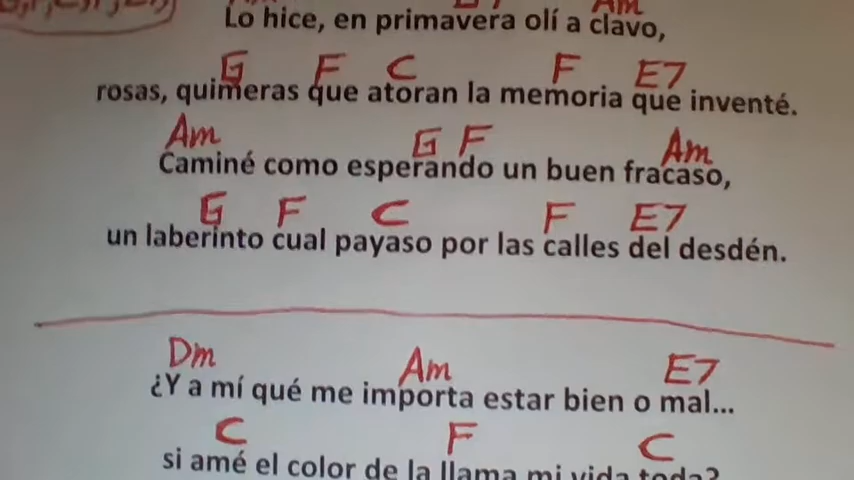 Am
Lo hice, en primavera olí a clavo,
G F C F E7
rosas, quimeras que atoran la memoria que inventé.
Am G F Am
Caminé como esperando un buen fracaso,
G F C F E7
un laberinto cual payaso por las calles del desdén.
Dm Am E7
¿Y a mí qué me importa estar bien o mal...
C F C
si amé el color de la llama mi vida toda?